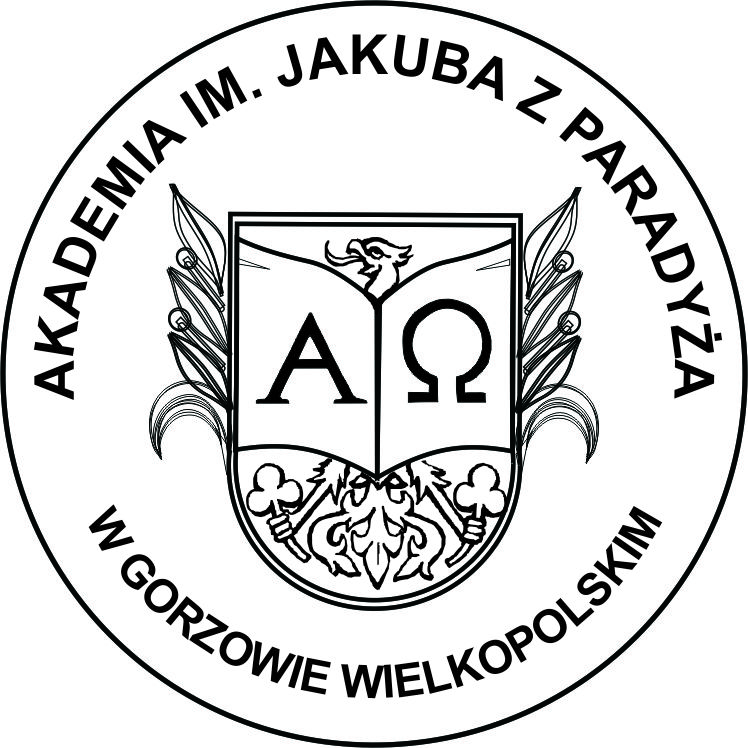 AKADEMIA IM. JAKUBA Z PARADYŻA
Α Ω
W GORZOWIE WIELKOPOLSKIM